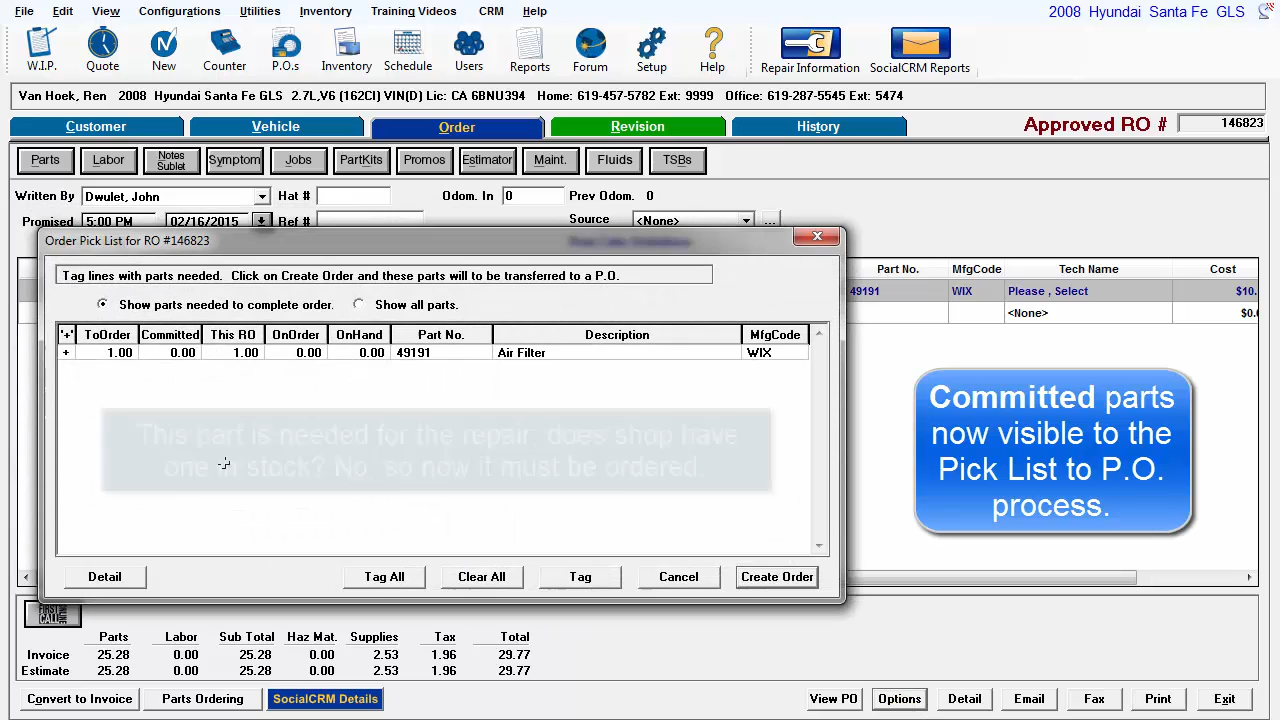 File Edit View Configurations Utilities Inventory Training Videos CRM Help 2008 Hyundai Santa Fe GLS
W.I.P. Quote New Counter P.O.s Inventory Schedule Users Reports Forum Setup Help Repair Information SocialCRM Reports
Van Hoek, Ren 2008 Hyundai Santa Fe GLS 2.7L,V6 (162CI) VIN(D) Lic: CA 6BNU394 Home: 619-457-5782 Ext: 9999 Office: 619-287-5545 Ext: 5474
Customer Vehicle Order Revision History Approved RO # 146823
Parts Labor Notes Sublet Symptom Jobs PartKits Promos Estimator Maint. Fluids TSBs
Written By Dwulet, John Hat # Odom. In 0 Prev Odom. 0
Promised 5:00 PM 02/16/2015 Ref # Source <None> ...
Order Pick List for RO #146823
Tag lines with parts needed. Click on Create Order and these parts will to be transferred to a P.O.
Show parts needed to complete order. Show all parts.
'+' ToOrder Committed This RO OnOrder OnHand Part No. Description MfgCode
+ 1.00 0.00 1.00 0.00 0.00 49191 Air Filter WIX
This part is needed for the repair, does shop have
one in stock? No, so now it must be ordered.
Detail Tag All Clear All Tag Cancel Create Order
Part No. MfgCode Tech Name Cost
49191 WIX Please , Select $10.
<None> $0.0
Committed parts
now visible to the
Pick List to P.O.
process.
FIRST CALL
Parts Labor Sub Total Haz Mat. Supplies Tax Total
Invoice 25.28 0.00 25.28 0.00 2.53 1.96 29.77
Estimate 25.28 0.00 25.28 0.00 2.53 1.96 29.77
Convert to Invoice Parts Ordering SocialCRM Details View PO Options Detail Email Fax Print Exit